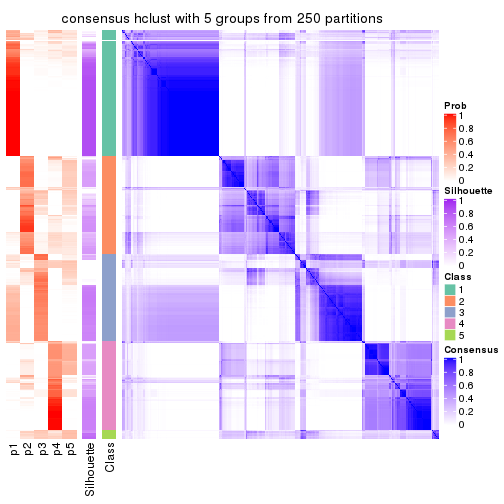 consensus hclust with 5 groups from 250 partitions
Prob
1
0.8
0.6
0.4
0.2
0
Silhouette
1
0.8
0.6
0.4
0.2
0
Class
1
2
3
4
5
Consensus
1
0.8
0.6
0.4
0.2
0
p1
p2
p3
p4
p5
Silhouette
Class